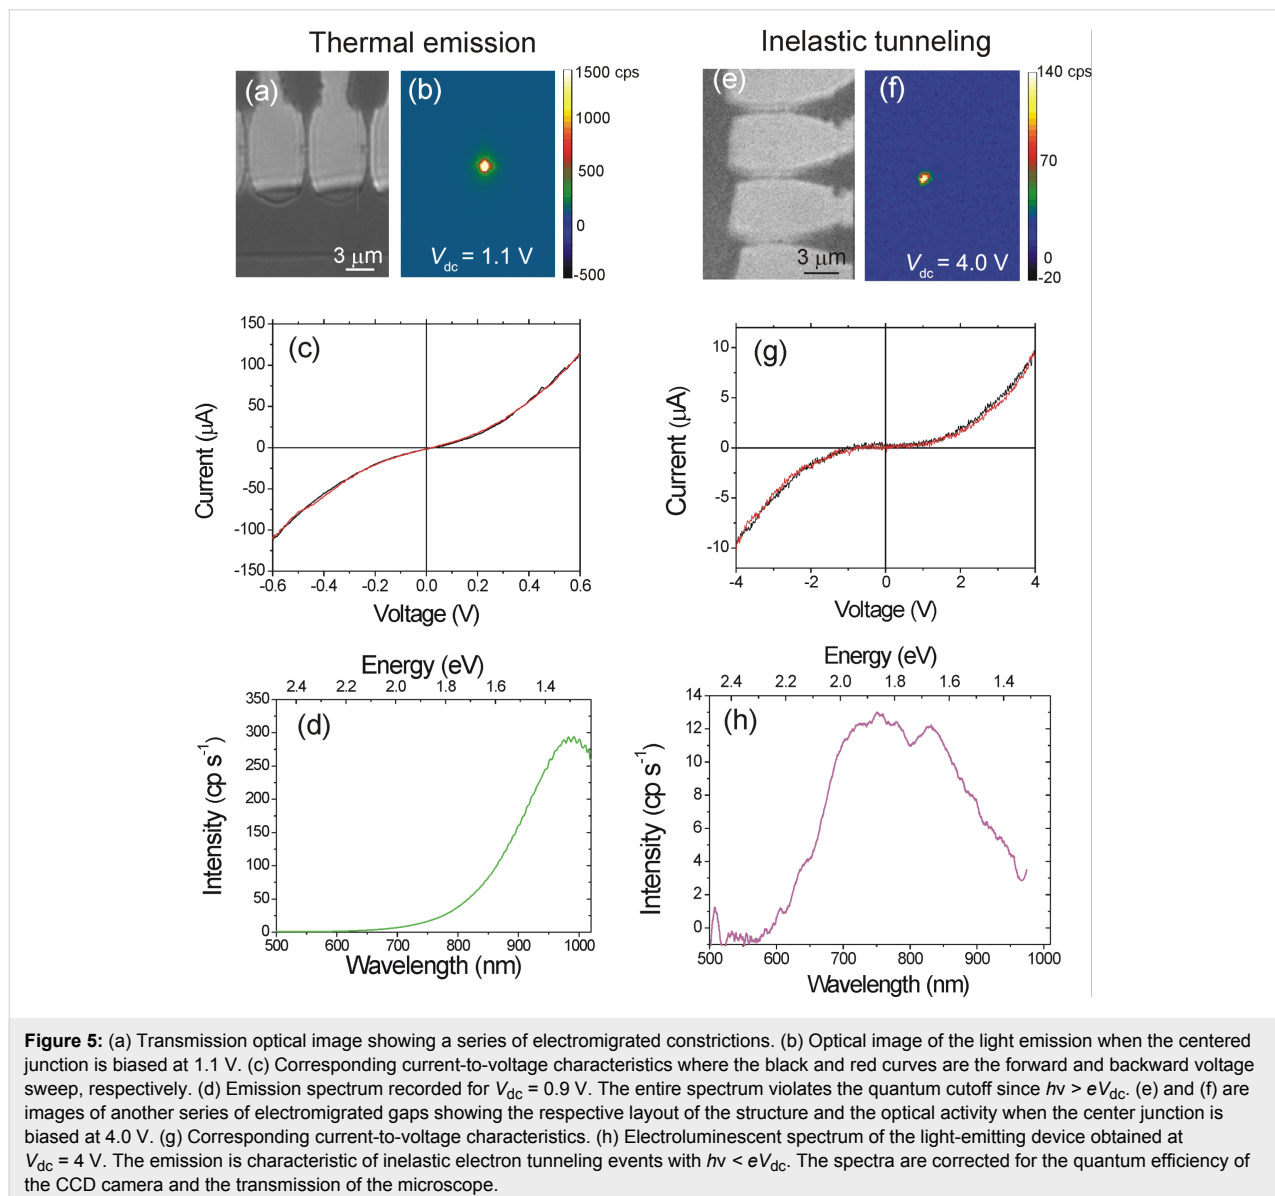 Thermal emission
Inelastic tunneling
(a)
(b)
1500 cps
1000
500
0
-500
3 μm
Vdc = 1.1 V
(e)
(f)
140 cps
70
0
-20
3 μm
Vdc = 4.0 V
(c)
150
100
50
0
-50
-100
-150
Current (μA)
-0.6 -0.4 -0.2 0.0 0.2 0.4 0.6
Voltage (V)
(g)
10
5
0
-5
-10
Current (μA)
-4 -2 0 2 4
Voltage (V)
Energy (eV)
2.4 2.2 2.0 1.8 1.6 1.4
(d)
350
300
250
200
150
100
50
0
Intensity (cp s-1)
500 600 700 800 900 1000
Wavelength (nm)
Energy (eV)
2.4 2.2 2.0 1.8 1.6 1.4
(h)
14
12
10
8
6
4
2
0
Intensity (cp s-1)
500 600 700 800 900 1000
Wavelength (nm)
Figure 5: (a) Transmission optical image showing a series of electromigrated constrictions. (b) Optical image of the light emission when the centered
junction is biased at 1.1 V. (c) Corresponding current-to-voltage characteristics where the black and red curves are the forward and backward voltage
sweep, respectively. (d) Emission spectrum recorded for Vdc = 0.9 V. The entire spectrum violates the quantum cutoff since hν > eVdc. (e) and (f) are
images of another series of electromigrated gaps showing the respective layout of the structure and the optical activity when the center junction is
biased at 4.0 V. (g) Corresponding current-to-voltage characteristics. (h) Electroluminescent spectrum of the light-emitting device obtained at
Vdc = 4 V. The emission is characteristic of inelastic electron tunneling events with hν < eVdc. The spectra are corrected for the quantum efficiency of
the CCD camera and the transmission of the microscope.